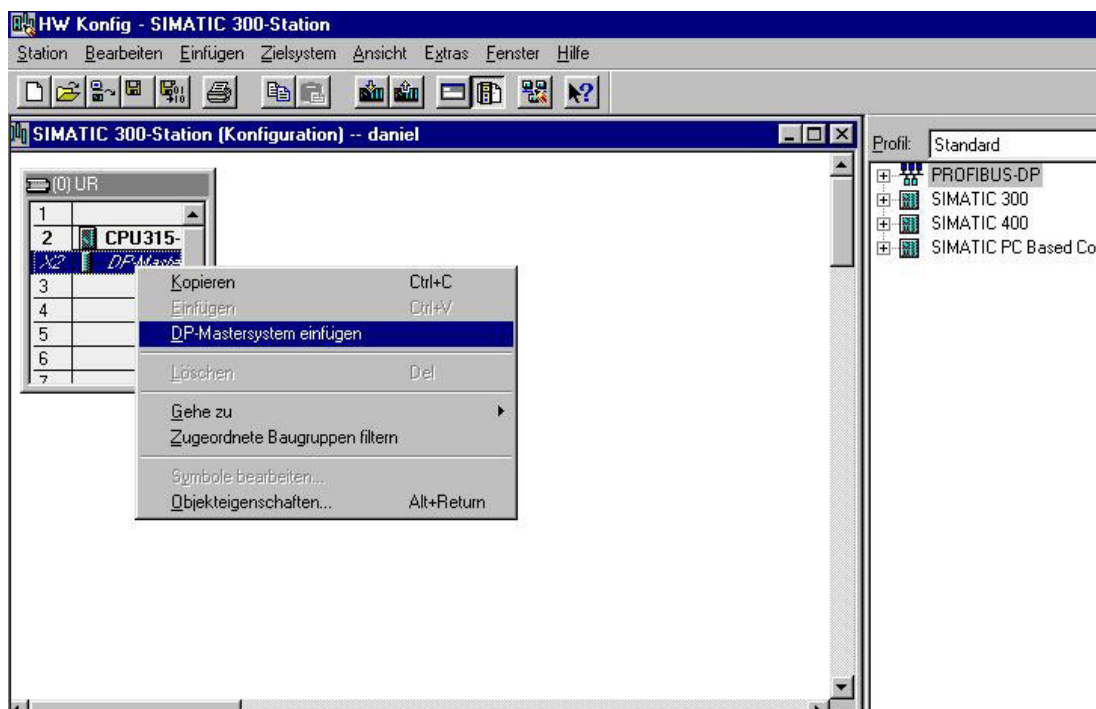 HW Konfig - SIMATIC 300-Station
Station Bearbeiten Einfügen Zielsystem Ansicht Extras Fenster Hilfe
SIMATIC 300-Station (Konfiguration) -- daniel
(0) UR
1
2 CPU315-
X2 DP-Maste
3
4
5
6
7
Kopieren Ctrl+C
Einfügen Ctrl+V
DP-Mastersystem einfügen
Löschen Del
Gehe zu
Zugeordnete Baugruppen filtern
Symbole bearbeiten...
Objekteigenschaften... Alt+Return
Profil: Standard
PROFIBUS-DP
SIMATIC 300
SIMATIC 400
SIMATIC PC Based Co